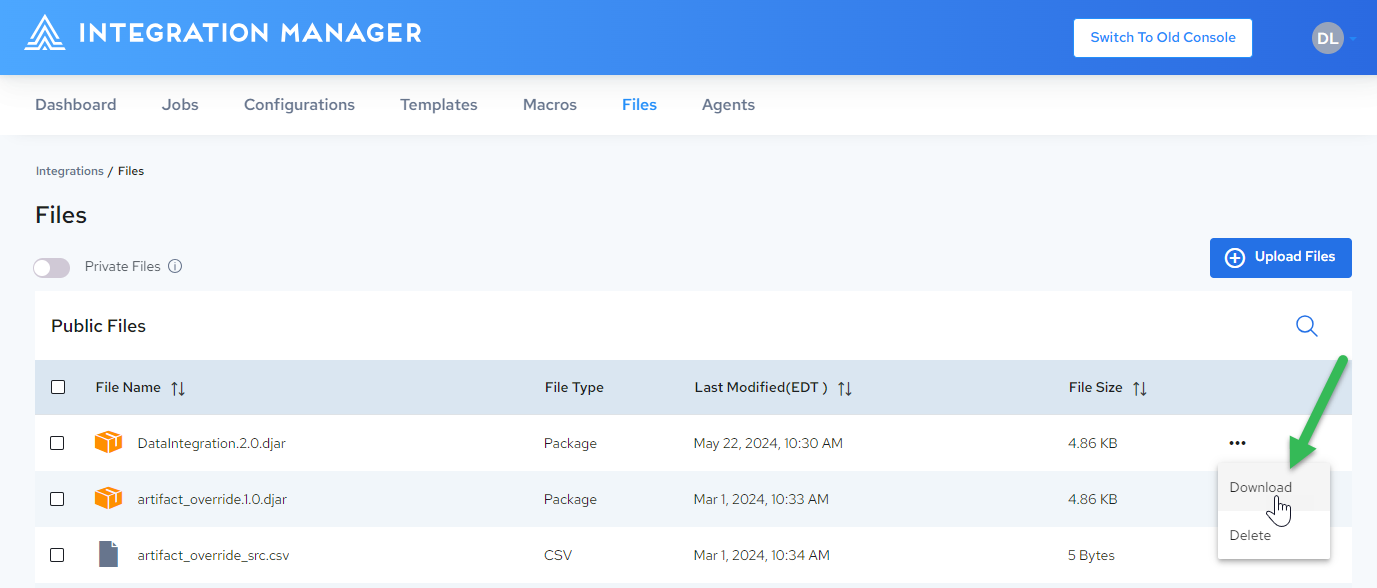 INTEGRATION MANAGER
Switch To Old Console
DL
Dashboard Jobs Configurations Templates Macros Files Agents
Integrations / Files
Files
Private Files
Upload Files
Public Files
File Name File Type Last Modified(EDT ) File Size
DataIntegration.2.0.djar Package May 22, 2024, 10:30 AM 4.86 KB
artifact_override.1.0.djar Package Mar 1, 2024, 10:33 AM 4.86 KB
Download
artifact_override_src.csv CSV Mar 1, 2024, 10:34 AM 5 Bytes
Delete